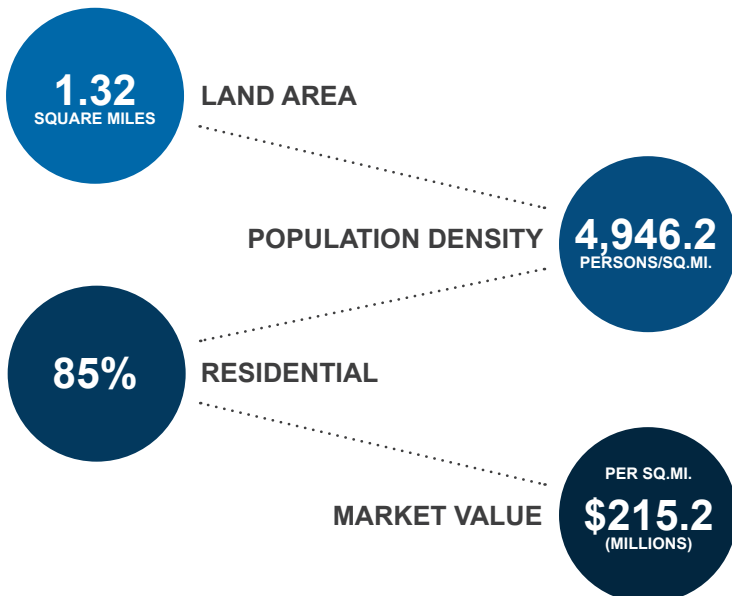 1.32
SQUARE MILES
LAND AREA
POPULATION DENSITY
4,946.2
PERSONS/SQ.MI.
85%
RESIDENTIAL
MARKET VALUE
PER SQ.MI.
$215.2
(MILLIONS)